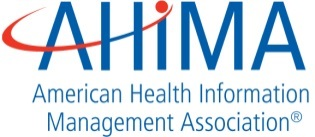 AHiMA
American Health Information
Management Association®